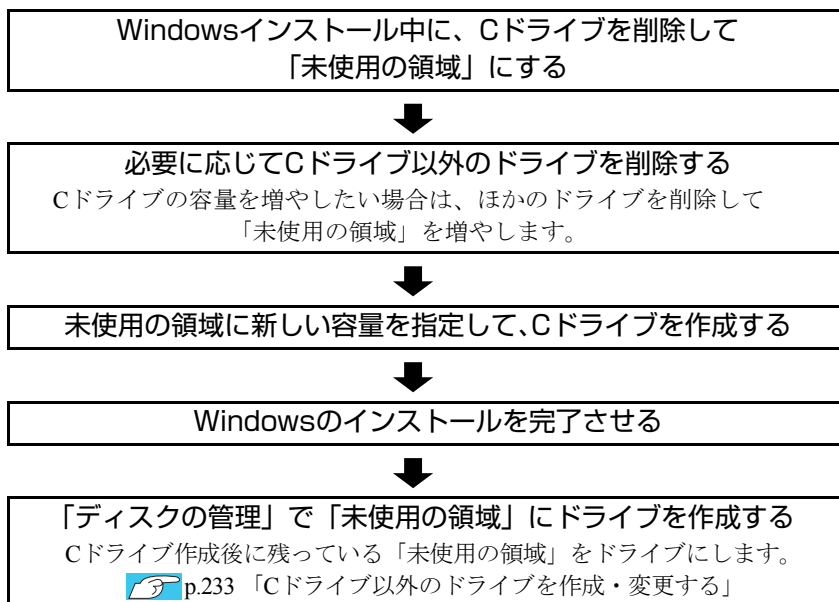 Windowsインストール中に、Cドライブを削除して
「未使用の領域」にする
必要に応じてCドライブ以外のドライブを削除する
Cドライブの容量を増やしたい場合は、ほかのドライブを削除して
「未使用の領域」を増やします。
未使用の領域に新しい容量を指定して、Cドライブを作成する
Windowsのインストールを完了させる
「ディスクの管理」で「未使用の領域」にドライブを作成する
Cドライブ作成後に残っている「未使用の領域」をドライブにします。
p.233 「Cドライブ以外のドライブを作成・変更する」